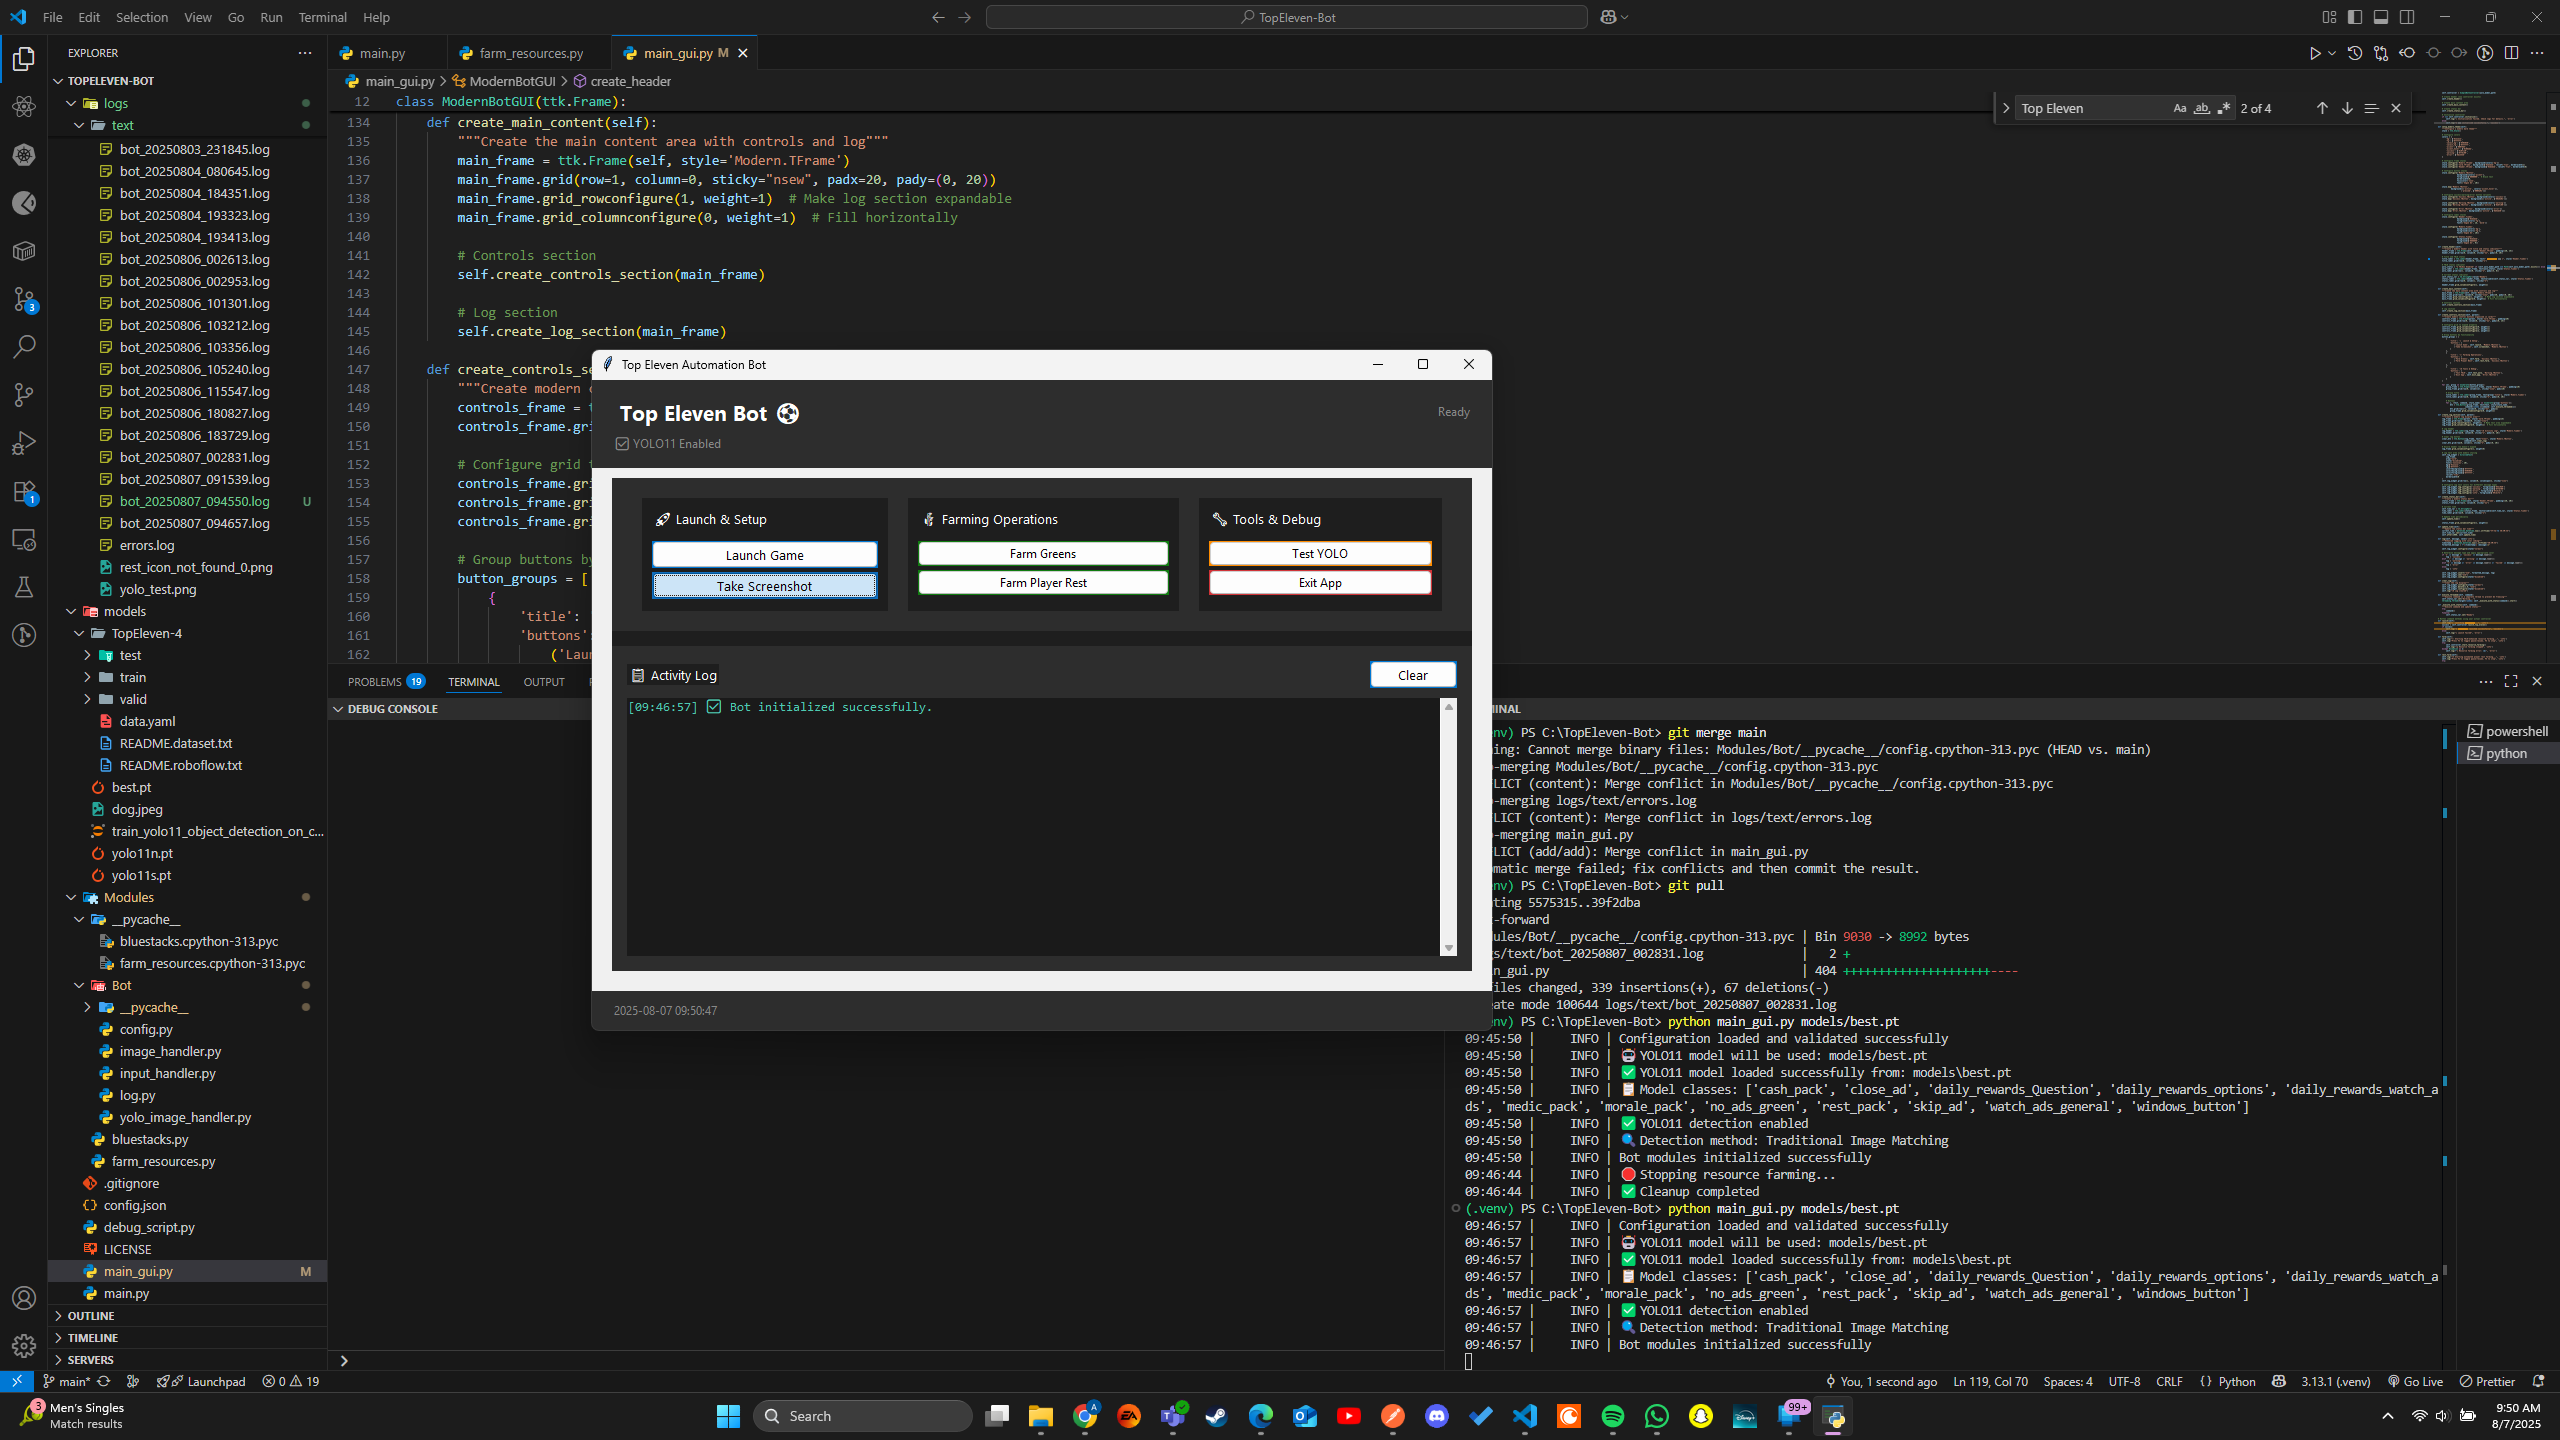 File Edit Selection View Go Run Terminal Help
TopEleven-Bot
EXPLORER
TOPELEVEN-BOT
logs
text
bot_20250803_231845.log
bot_20250804_080645.log
bot_20250804_184351.log
bot_20250804_193323.log
bot_20250804_193413.log
bot_20250806_002613.log
bot_20250806_002953.log
bot_20250806_101301.log
bot_20250806_103212.log
bot_20250806_103356.log
bot_20250806_105240.log
bot_20250806_115547.log
bot_20250806_180827.log
bot_20250806_183729.log
bot_20250807_002831.log
bot_20250807_091539.log
bot_20250807_094550.log U
bot_20250807_094657.log
errors.log
rest_icon_not_found_0.png
yolo_test.png
models
TopEleven-4
test
train
valid
data.yaml
README.dataset.txt
README.roboflow.txt
best.pt
dog.jpeg
train_yolo11_object_detection_on_c...
yolo11n.pt
yolo11s.pt
Modules
__pycache__
bluestacks.cpython-313.pyc
farm_resources.cpython-313.pyc
Bot
__pycache__
config.py
image_handler.py
input_handler.py
log.py
yolo_image_handler.py
bluestacks.py
farm_resources.py
.gitignore
config.json
debug_script.py
LICENSE
main_gui.py M
main.py
OUTLINE
TIMELINE
SERVERS
3
1
main.py
farm_resources.py
main_gui.py M
main_gui.py > ModernBotGUI > create_header
Top Eleven Aa ab 2 of 4
12 class ModernBotGUI(ttk.Frame):
134 def create_main_content(self):
135 """Create the main content area with controls and log"""
136 main_frame = ttk.Frame(self, style='Modern.TFrame')
137 main_frame.grid(row=1, column=0, sticky="nsew", padx=20, pady=(0, 20))
138 main_frame.grid_rowconfigure(1, weight=1) # Make log section expandable
139 main_frame.grid_columnconfigure(0, weight=1) # Fill horizontally
140
141 # Controls section
142 self.create_controls_section(main_frame)
143
144 # Log section
145 self.create_log_section(main_frame)
146
147 def create_controls_se
148 """Create modern c
149 controls_frame = t
150 controls_frame.gri
151
152 # Configure grid
153 controls_frame.gri
154 controls_frame.gri
155 controls_frame.gri
156
157 # Group buttons by
158 button_groups = [
159 {
160 'title':
161 'buttons':
162 ('Laun
Top Eleven Automation Bot
Top Eleven Bot
Ready
YOLO11 Enabled
Launch & Setup
Launch Game
Take Screenshot
Farming Operations
Farm Greens
Farm Player Rest
Tools & Debug
Test YOLO
Exit App
Activity Log
Clear
[09:46:57] Bot initialized successfully.
2025-08-07 09:50:47
PROBLEMS 19 TERMINAL OUTPUT
DEBUG CONSOLE
MINAL
powershell
python
nv) PS C:\TopEleven-Bot> git merge main
ing: Cannot merge binary files: Modules/Bot/__pycache__/config.cpython-313.pyc (HEAD vs. main)
-merging Modules/Bot/__pycache__/config.cpython-313.pyc
FLICT (content): Merge conflict in Modules/Bot/__pycache__/config.cpython-313.pyc
-merging logs/text/errors.log
FLICT (content): Merge conflict in logs/text/errors.log
-merging main_gui.py
FLICT (add/add): Merge conflict in main_gui.py
matic merge failed; fix conflicts and then commit the result.
nv) PS C:\TopEleven-Bot> git pull
ting 5575315..39f2dba
-forward
ules/Bot/__pycache__/config.cpython-313.pyc | Bin 9030 -> 8992 bytes
s/text/bot_20250807_002831.log | 2 +
n_gui.py | 404 +++++++++++++++++++++----
iles changed, 339 insertions(+), 67 deletions(-)
ate mode 100644 logs/text/bot_20250807_002831.log
nv) PS C:\TopEleven-Bot> python main_gui.py models/best.pt
09:45:50 | INFO | Configuration loaded and validated successfully
09:45:50 | INFO | YOLO11 model will be used: models/best.pt
09:45:50 | INFO | YOLO11 model loaded successfully from: models\best.pt
09:45:50 | INFO | Model classes: ['cash_pack', 'close_ad', 'daily_rewards_Question', 'daily_rewards_options', 'daily_rewards_watch_a
ds', 'medic_pack', 'morale_pack', 'no_ads_green', 'rest_pack', 'skip_ad', 'watch_ads_general', 'windows_button']
09:45:50 | INFO | YOLO11 detection enabled
09:45:50 | INFO | Detection method: Traditional Image Matching
09:45:50 | INFO | Bot modules initialized successfully
09:46:44 | INFO | Stopping resource farming...
09:46:44 | INFO | Cleanup completed
(.venv) PS C:\TopEleven-Bot> python main_gui.py models/best.pt
09:46:57 | INFO | Configuration loaded and validated successfully
09:46:57 | INFO | YOLO11 model will be used: models/best.pt
09:46:57 | INFO | YOLO11 model loaded successfully from: models\best.pt
09:46:57 | INFO | Model classes: ['cash_pack', 'close_ad', 'daily_rewards_Question', 'daily_rewards_options', 'daily_rewards_watch_a
ds', 'medic_pack', 'morale_pack', 'no_ads_green', 'rest_pack', 'skip_ad', 'watch_ads_general', 'windows_button']
09:46:57 | INFO | YOLO11 detection enabled
09:46:57 | INFO | Detection method: Traditional Image Matching
09:46:57 | INFO | Bot modules initialized successfully
main* Launchpad 0 19
You, 1 second ago Ln 119, Col 70 Spaces: 4 UTF-8 CRLF {} Python 3.13.1 (.venv) Go Live Prettier
3 Men's Singles
Match results
Search
99+
9:50 AM
8/7/2025